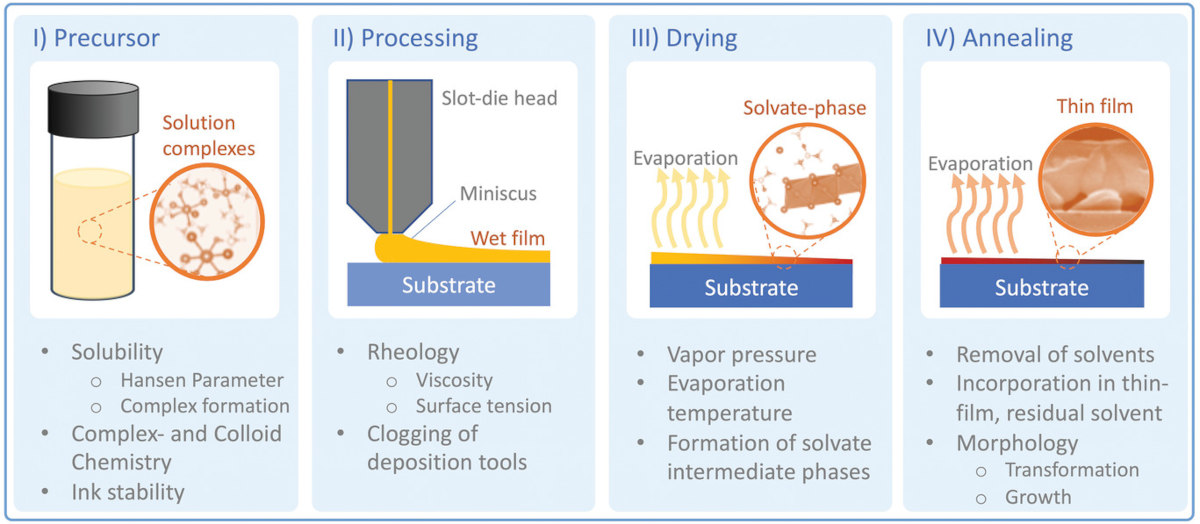 I) Precursor
Solution
complexes
• Solubility
o Hansen Parameter
o Complex formation
• Complex- and Colloid
Chemistry
• Ink stability
II) Processing
Slot-die head
Miniscus
Wet film
Substrate
• Rheology
o Viscosity
o Surface tension
• Clogging of
deposition tools
III) Drying
Solvate-phase
Evaporation
Substrate
• Vapor pressure
• Evaporation
temperature
• Formation of solvate
intermediate phases
IV) Annealing
Thin film
Evaporation
Substrate
• Removal of solvents
• Incorporation in thin-
film, residual solvent
• Morphology
o Transformation
o Growth